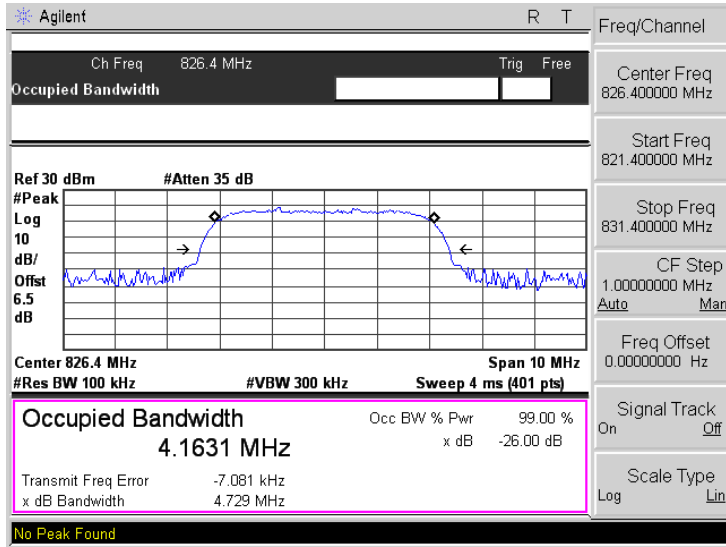 Agilent R T
Ch Freq 826.4 MHz Trig Free
Occupied Bandwidth
Ref 30 dBm #Atten 35 dB
#Peak
Log
10
dB/
Offst
6.5
dB
Center 826.4 MHz Span 10 MHz
#Res BW 100 kHz #VBW 300 kHz Sweep 4 ms (401 pts)
Occupied Bandwidth Occ BW % Pwr 99.00 %
4.1631 MHz x dB -26.00 dB
Transmit Freq Error -7.081 kHz
x dB Bandwidth 4.729 MHz
No Peak Found
Freq/Channel
Center Freq
826.400000 MHz
Start Freq
821.400000 MHz
Stop Freq
831.400000 MHz
CF Step
1.00000000 MHz
Auto Man
Freq Offset
0.00000000 Hz
Signal Track
On Off
Scale Type
Log Lin